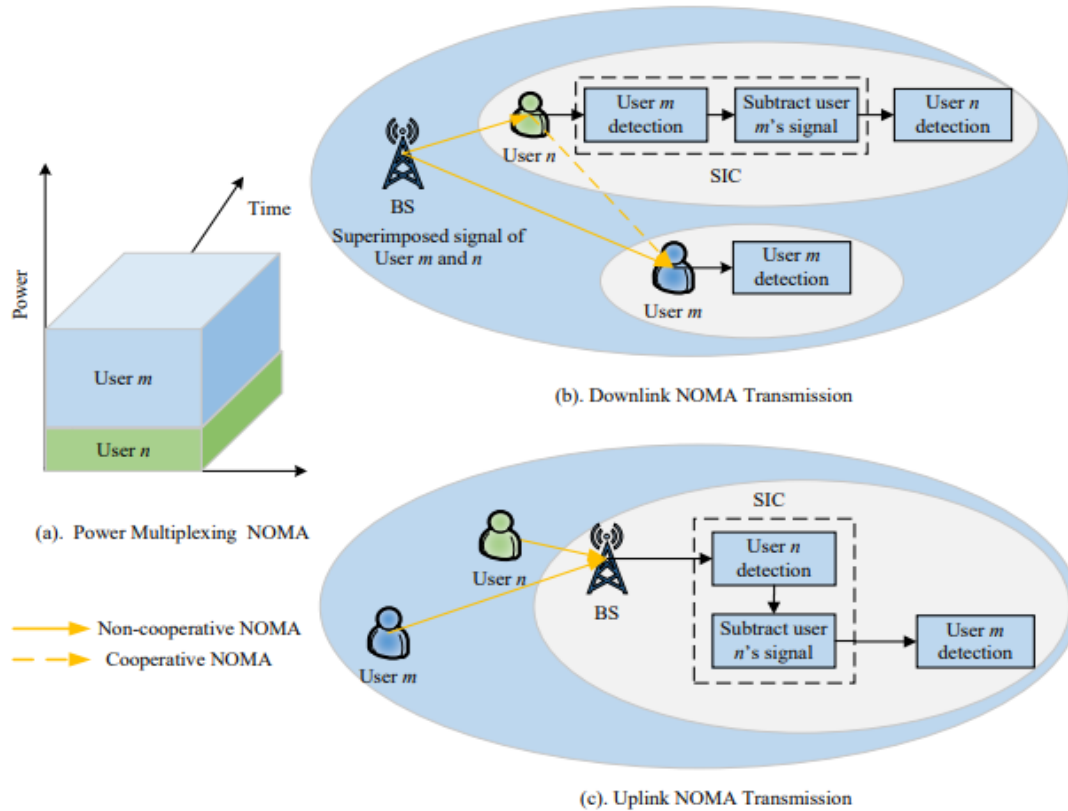 Power
Time
User m
User n
(a). Power Multiplexing NOMA
Non-cooperative NOMA
Cooperative NOMA
BS
Superimposed signal of
User m and n
User n
User m
detection
Subtract user
m's signal
User n
detection
SIC
User m
User m
detection
(b). Downlink NOMA Transmission
User n
User m
BS
SIC
User n
detection
Subtract user
n's signal
User m
detection
(c). Uplink NOMA Transmission